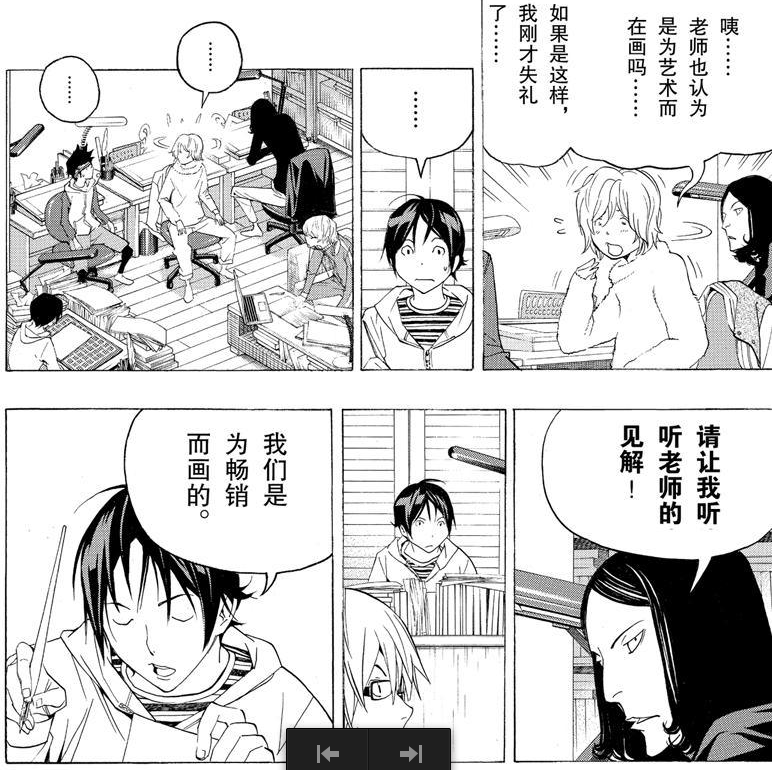 咦……
老师也认为
是为艺术而
在画吗……
如果是这样，
我刚才失礼
了……
……
……
……
请让我听
听老师的
见解！
我们是
为畅销
而画的。